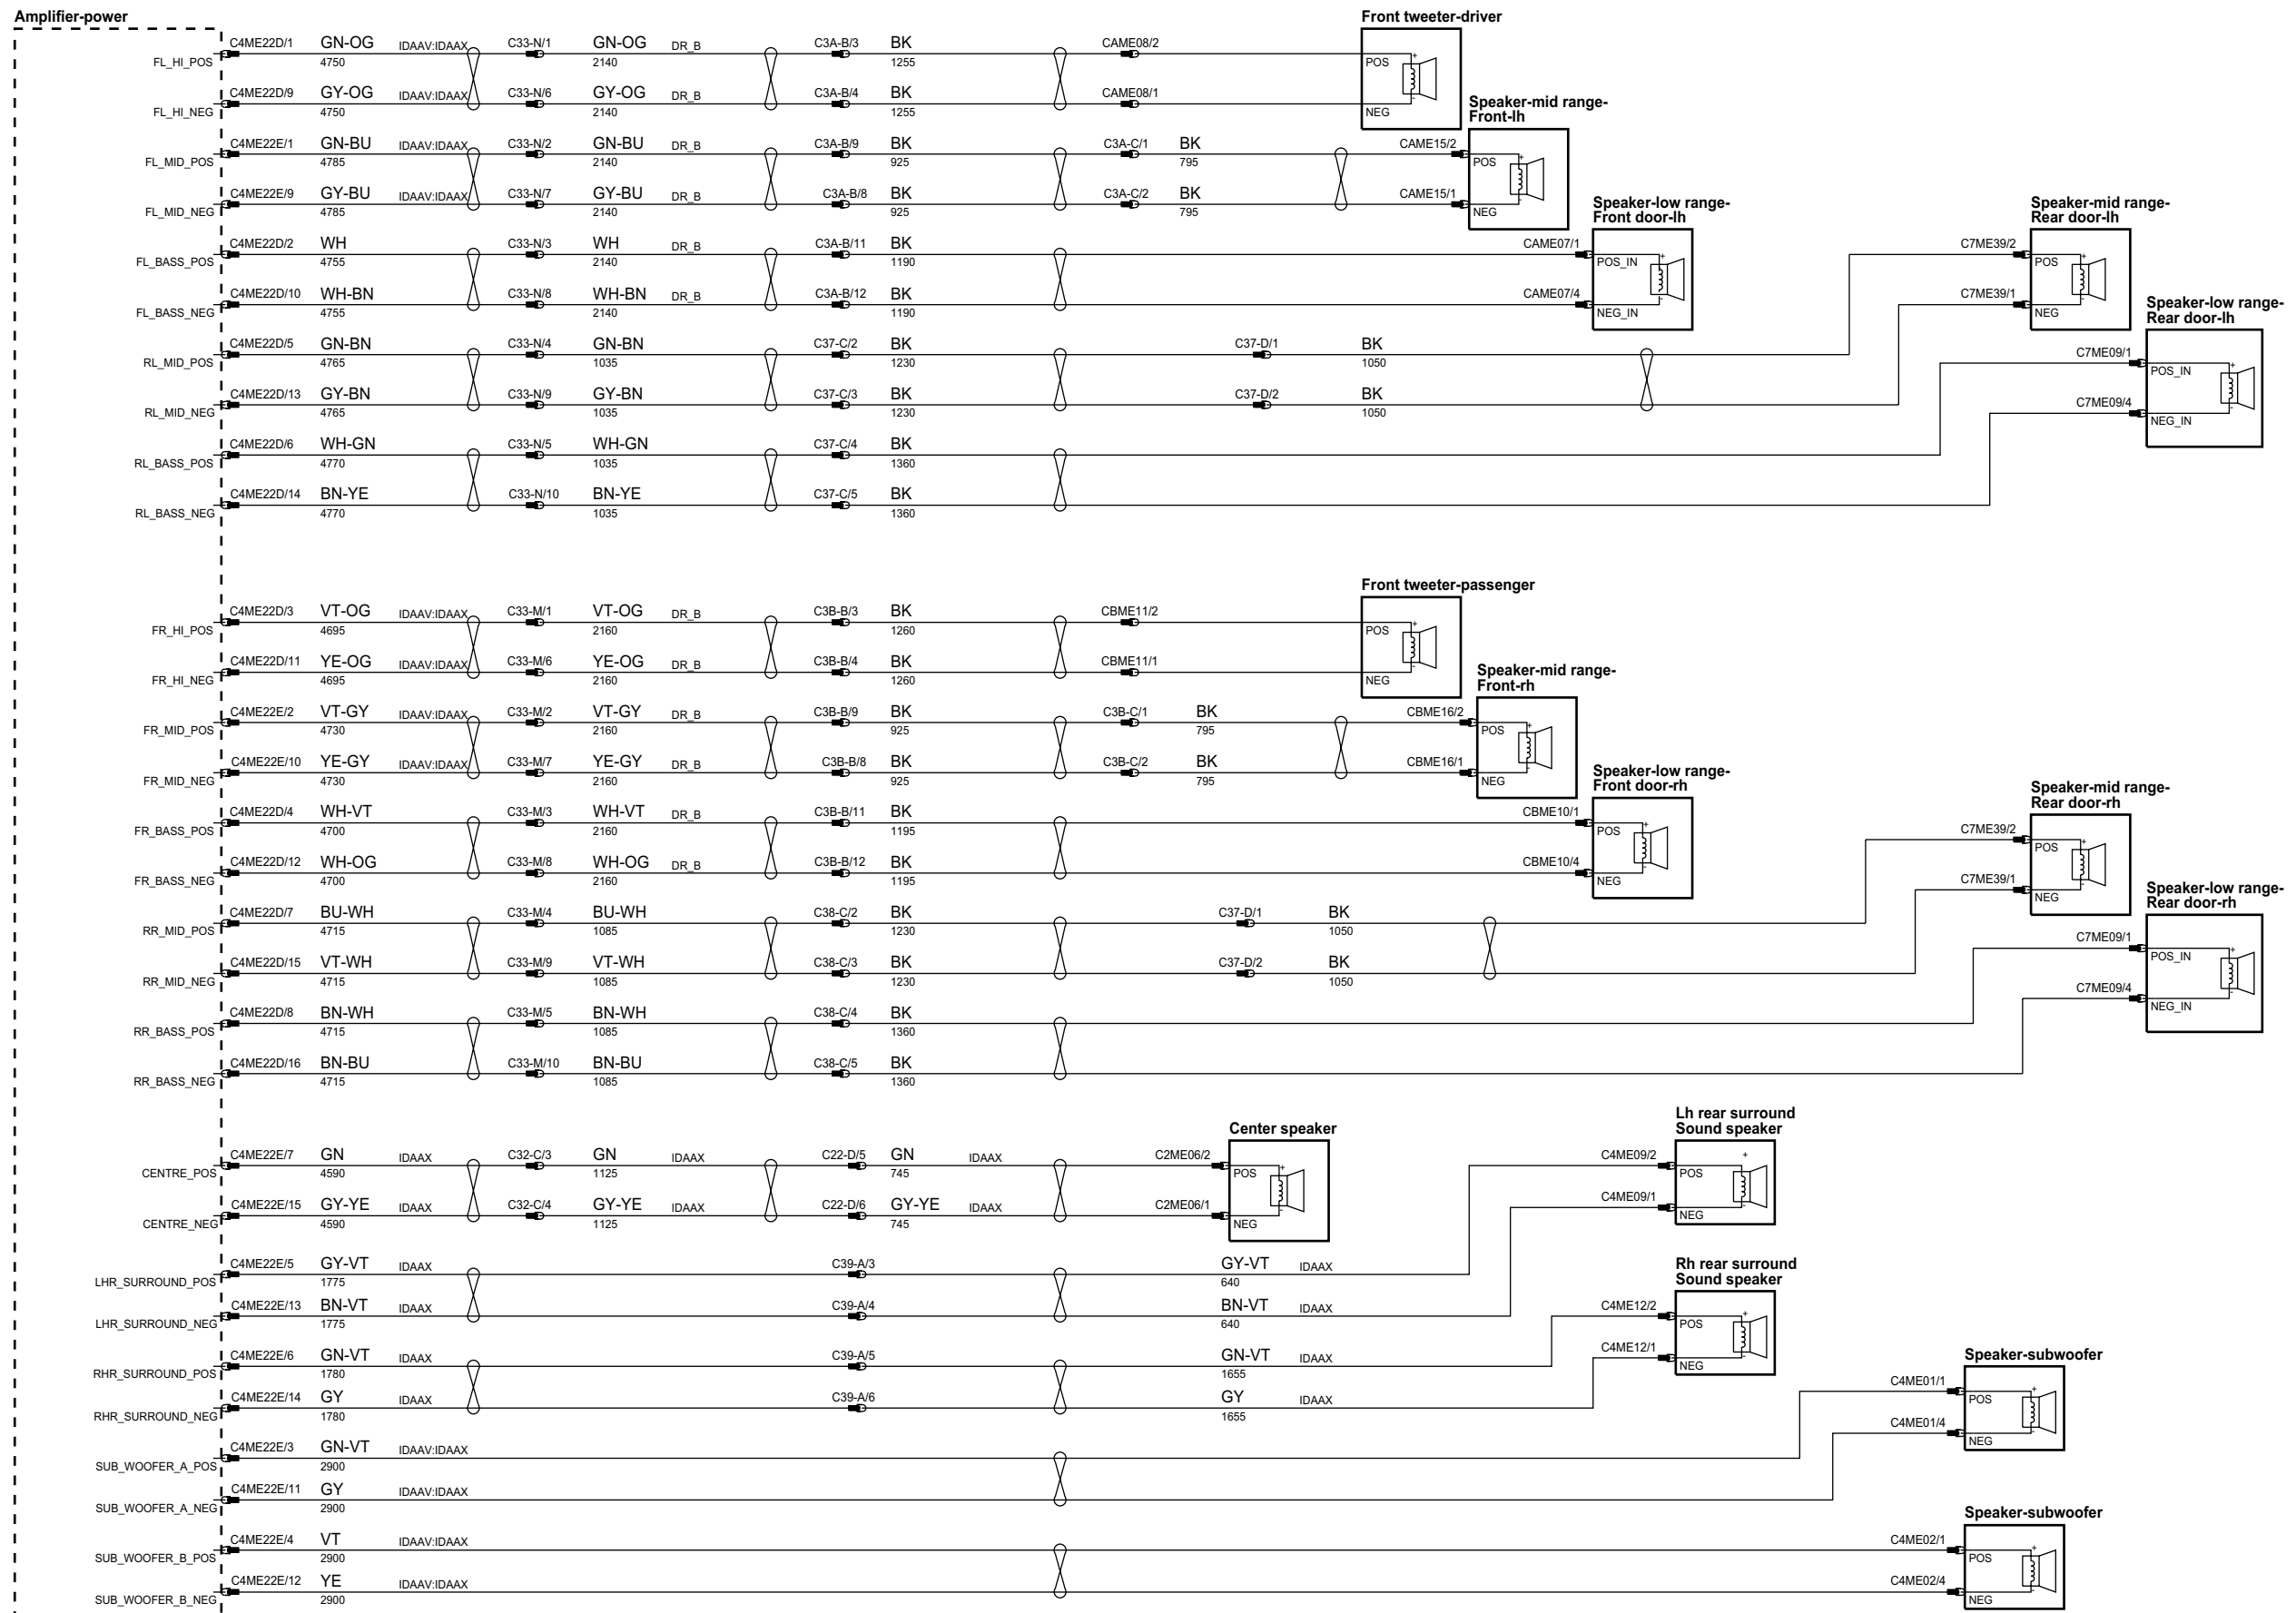 Amplifier-power
Front tweeter-driver
C4ME22D/1 GN-OG IDAAV:IDAAX C33-N/1 GN-OG DR_B C3A-B/3 BK CAME08/2
FL_HI_POS 4750 2140 1255 POS +
C4ME22D/9 GY-OG IDAAV:IDAAX C33-N/6 GY-OG DR_B C3A-B/4 BK CAME08/1 -
FL_HI_NEG 4750 2140 1255 NEG
Speaker-mid range-
Front-lh
C4ME22E/1 GN-BU IDAAV:IDAAX C33-N/2 GN-BU DR_B C3A-B/9 BK C3A-C/1 BK CAME15/2
FL_MID_POS 4785 2140 925 795 POS +
C4ME22E/9 GY-BU IDAAV:IDAAX C33-N/7 GY-BU DR_B C3A-B/8 BK C3A-C/2 BK CAME15/1 -
FL_MID_NEG 4785 2140 925 795 NEG
Speaker-low range-
Front door-lh
Speaker-mid range-
Rear door-lh
C4ME22D/2 WH C33-N/3 WH DR_B C3A-B/11 BK CAME07/1 C7ME39/2
FL_BASS_POS 4755 2140 1190 POS_IN + POS +
C4ME22D/10 WH-BN C33-N/8 WH-BN DR_B C3A-B/12 BK CAME07/4 - C7ME39/1 -
FL_BASS_NEG 4755 2140 1190 NEG_IN NEG
Speaker-low range-
Rear door-lh
C4ME22D/5 GN-BN C33-N/4 GN-BN C37-C/2 BK C37-D/1 BK C7ME09/1
RL_MID_POS 4765 1035 1230 1050 POS_IN +
C4ME22D/13 GY-BN C33-N/9 GY-BN C37-C/3 BK C37-D/2 BK C7ME09/4 -
RL_MID_NEG 4765 1035 1230 1050 NEG_IN
C4ME22D/6 WH-GN C33-N/5 WH-GN C37-C/4 BK
RL_BASS_POS 4770 1035 1360
C4ME22D/14 BN-YE C33-N/10 BN-YE C37-C/5 BK
RL_BASS_NEG 4770 1035 1360
Front tweeter-passenger
C4ME22D/3 VT-OG IDAAV:IDAAX C33-M/1 VT-OG DR_B C3B-B/3 BK CBME11/2
FR_HI_POS 4695 2160 1260 POS +
C4ME22D/11 YE-OG IDAAV:IDAAX C33-M/6 YE-OG DR_B C3B-B/4 BK CBME11/1 -
FR_HI_NEG 4695 2160 1260 NEG
Speaker-mid range-
Front-rh
C4ME22E/2 VT-GY IDAAV:IDAAX C33-M/2 VT-GY DR_B C3B-B/9 BK C3B-C/1 BK CBME16/2
FR_MID_POS 4730 2160 925 795 POS +
C4ME22E/10 YE-GY IDAAV:IDAAX C33-M/7 YE-GY DR_B C3B-B/8 BK C3B-C/2 BK CBME16/1 -
FR_MID_NEG 4730 2160 925 795 NEG
Speaker-low range-
Front door-rh
Speaker-mid range-
Rear door-rh
C4ME22D/4 WH-VT C33-M/3 WH-VT DR_B C3B-B/11 BK CBME10/1 C7ME39/2
FR_BASS_POS 4700 2160 1195 POS + POS +
C4ME22D/12 WH-OG C33-M/8 WH-OG DR_B C3B-B/12 BK CBME10/4 - C7ME39/1 -
FR_BASS_NEG 4700 2160 1195 NEG NEG
Speaker-low range-
Rear door-rh
C4ME22D/7 BU-WH C33-M/4 BU-WH C38-C/2 BK C37-D/1 BK C7ME09/1
RR_MID_POS 4715 1085 1230 1050 POS_IN +
C4ME22D/15 VT-WH C33-M/9 VT-WH C38-C/3 BK C37-D/2 BK C7ME09/4 -
RR_MID_NEG 4715 1085 1230 1050 NEG_IN
C4ME22D/8 BN-WH C33-M/5 BN-WH C38-C/4 BK
RR_BASS_POS 4715 1085 1360
C4ME22D/16 BN-BU C33-M/10 BN-BU C38-C/5 BK
RR_BASS_NEG 4715 1085 1360
Center speaker
Lh rear surround
Sound speaker
C4ME22E/7 GN IDAAX C32-C/3 GN IDAAX C22-D/5 GN IDAAX C2ME06/2 C4ME09/2
CENTRE_POS 4590 1125 745 POS + POS +
C4ME22E/15 GY-YE IDAAX C32-C/4 GY-YE IDAAX C22-D/6 GY-YE IDAAX C2ME06/1 - C4ME09/1 -
CENTRE_NEG 4590 1125 745 NEG NEG
Rh rear surround
Sound speaker
C4ME22E/5 GY-VT IDAAX C39-A/3 GY-VT IDAAX
LHR_SURROUND_POS 1775 640
C4ME22E/13 BN-VT IDAAX C39-A/4 BN-VT IDAAX C4ME12/2
LHR_SURROUND_NEG 1775 640 POS +
C4ME22E/6 GN-VT IDAAX C39-A/5 GN-VT IDAAX C4ME12/1 -
RHR_SURROUND_POS 1780 1655 NEG
Speaker-subwoofer
C4ME22E/14 GY IDAAX C39-A/6 GY IDAAX C4ME01/1
RHR_SURROUND_NEG 1780 1655 POS +
C4ME22E/3 GN-VT IDAAV:IDAAX C4ME01/4 -
SUB_WOOFER_A_POS 2900 NEG
C4ME22E/11 GY IDAAV:IDAAX
SUB_WOOFER_A_NEG 2900
Speaker-subwoofer
C4ME22E/4 VT IDAAV:IDAAX C4ME02/1
SUB_WOOFER_B_POS 2900 POS +
C4ME22E/12 YE IDAAV:IDAAX C4ME02/4 -
SUB_WOOFER_B_NEG 2900 NEG